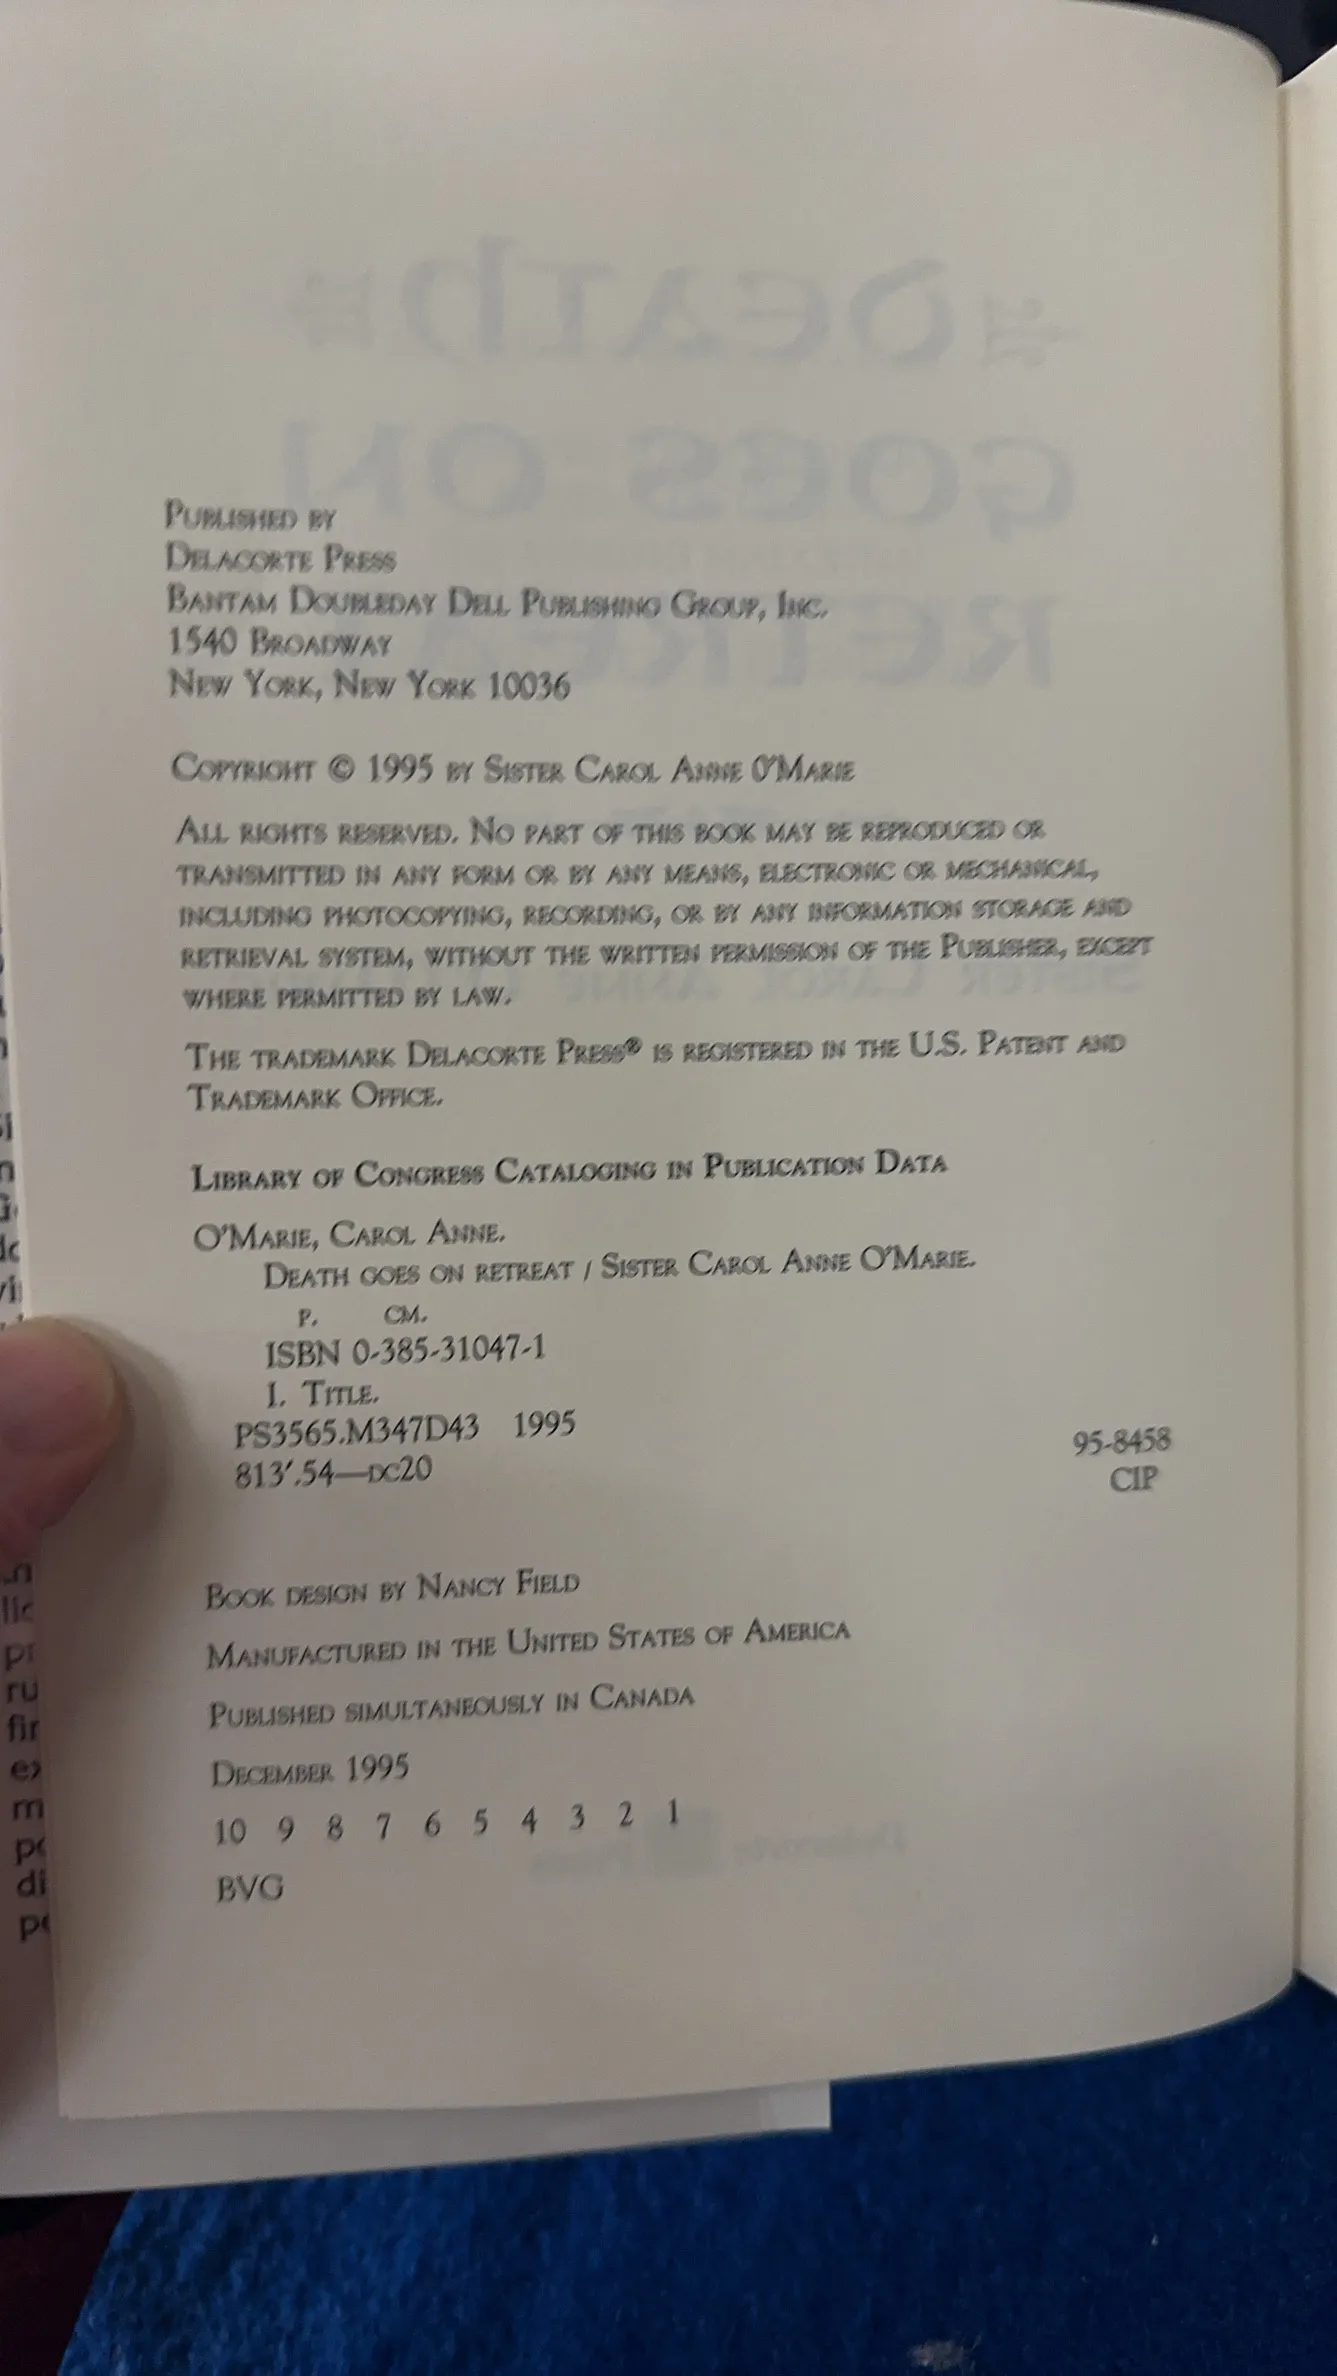 Published by
Delacorte Press
Bantam Doubleday Dell Publishing Group, Inc.
1540 Broadway
New York, New York 10036
Copyright © 1995 by Sister Carol Anne O'Marie
All rights reserved. No part of this book may be reproduced or
transmitted in any form or by any means, electronic or mechanical,
including photocopying, recording, or by any information storage and
retrieval system, without the written permission of the Publisher, except
where permitted by law.
The trademark Delacorte Press® is registered in the U.S. Patent and
Trademark Office.
Library of Congress Cataloging in Publication Data
O'Marie, Carol Anne.
Death goes on retreat / Sister Carol Anne O'Marie.
p. cm.
ISBN 0-385-31047-1
I. Title.
PS3565.M347D43 1995
813'.54—dc20
95-8458
CIP
Book design by Nancy Field
Manufactured in the United States of America
Published simultaneously in Canada
December 1995
10 9 8 7 6 5 4 3 2 1
BVG